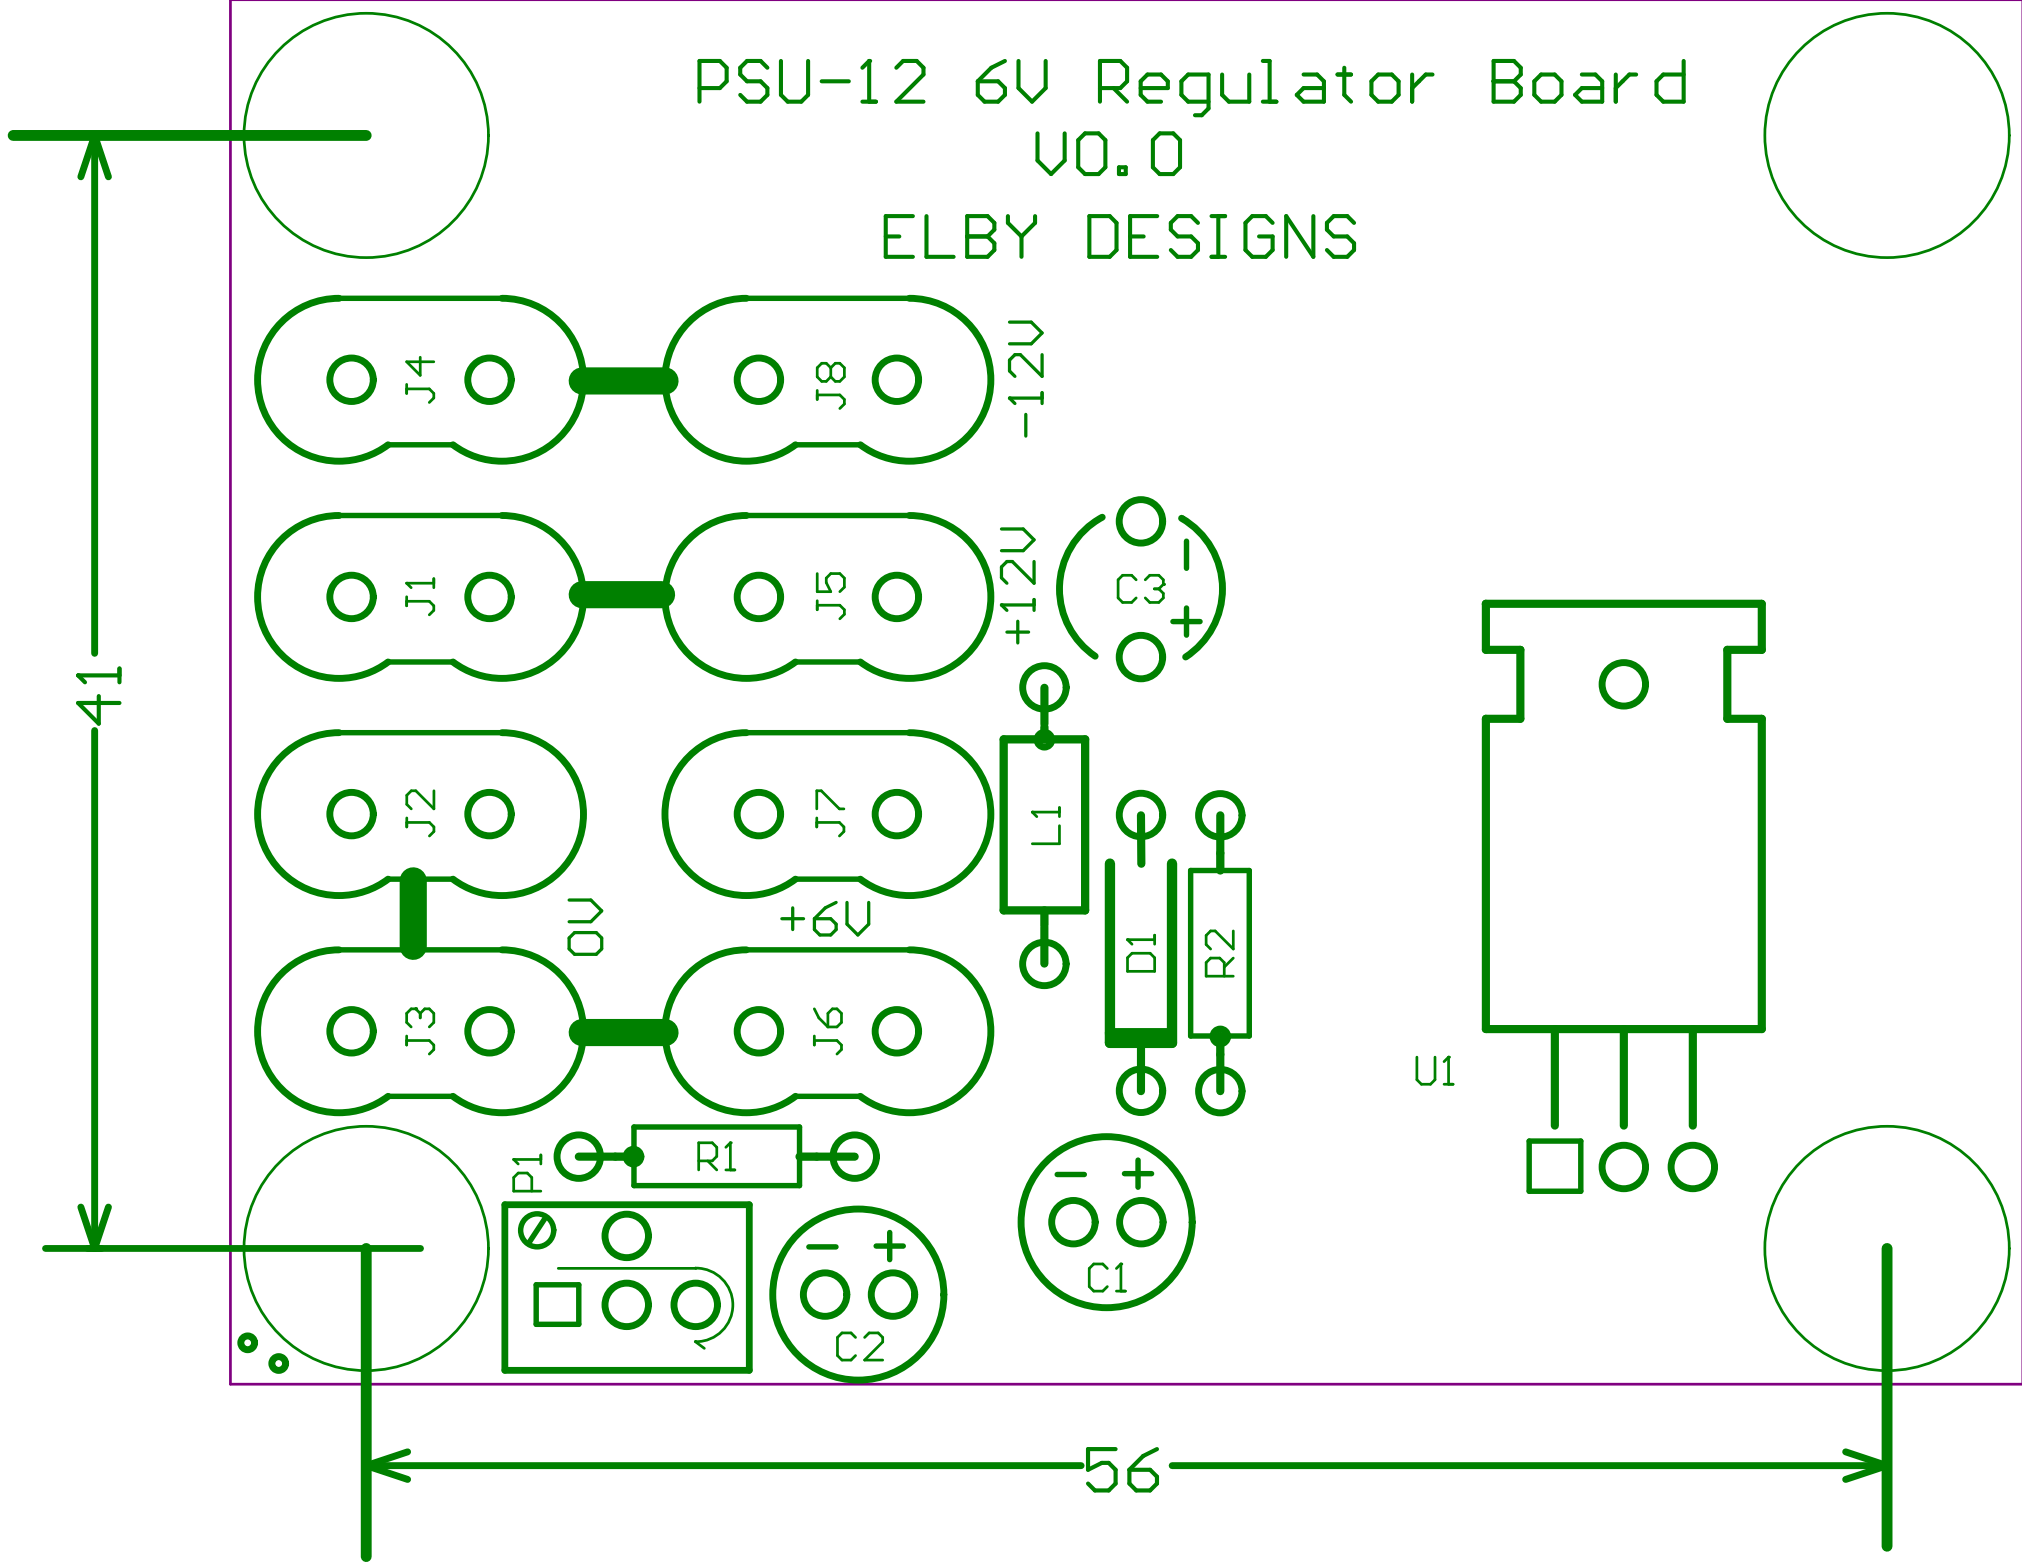 PSU-12 6V Regulator Board
V0.0
ELBY DESIGNS
J4
J8
-12V
J1
J5
+12V
C3
-
+
41
J2
J7
L1
0V
+6V
D1
R2
J3
J6
U1
P1
R1
- +
C1
- +
C2
56